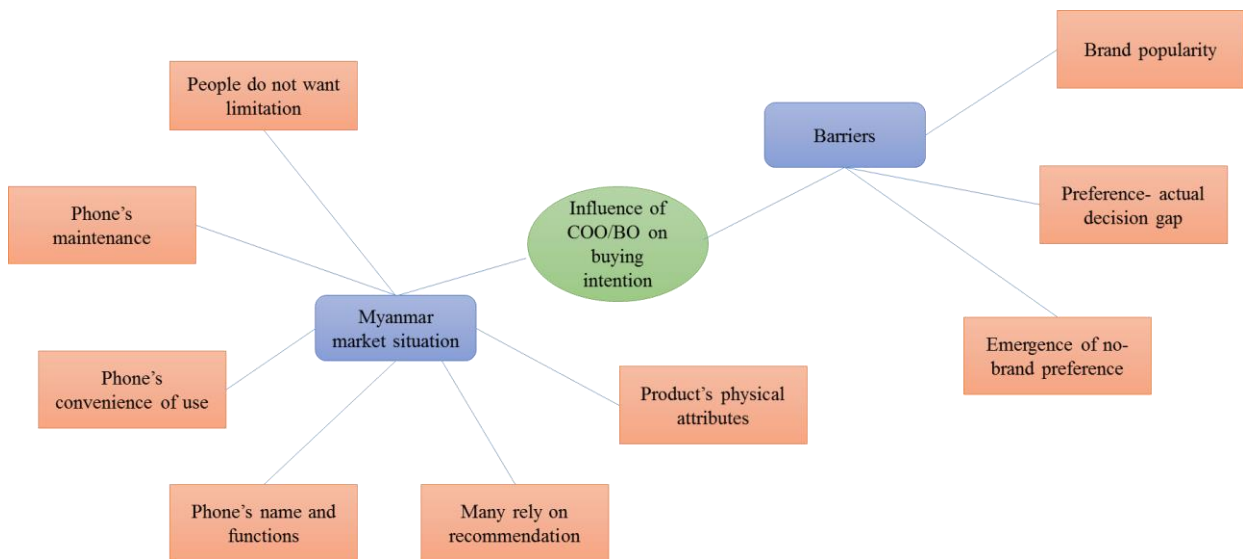 Brand popularity
People do not want
limitation
Barriers
Phone's
maintenance
Influence of
COO/BO on
buying
intention
Preference- actual
decision gap
Myanmar
market situation
Emergence of no-
brand preference
Phone's
convenience of use
Product's physical
attributes
Phone's name and
functions
Many rely on
recommendation